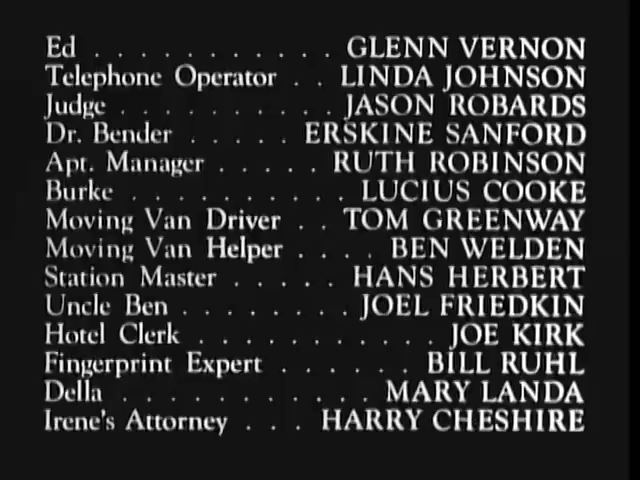 Ed . . . . . . . . . . . GLENN VERNON
Telephone Operator . . LINDA JOHNSON
Judge . . . . . . . . . . JASON ROBARDS
Dr. Bender . . . . . ERSKINE SANFORD
Apt. Manager . . . . . RUTH ROBINSON
Burke . . . . . . . . . . LUCIUS COOKE
Moving Van Driver . . TOM GREENWAY
Moving Van Helper . . . . BEN WELDEN
Station Master . . . . . HANS HERBERT
Uncle Ben . . . . . . . . JOEL FRIEDKIN
Hotel Clerk . . . . . . . . . . . JOE KIRK
Fingerprint Expert . . . . . . BILL RUHL
Della . . . . . . . . . . . MARY LANDA
Irene's Attorney . . . HARRY CHESHIRE